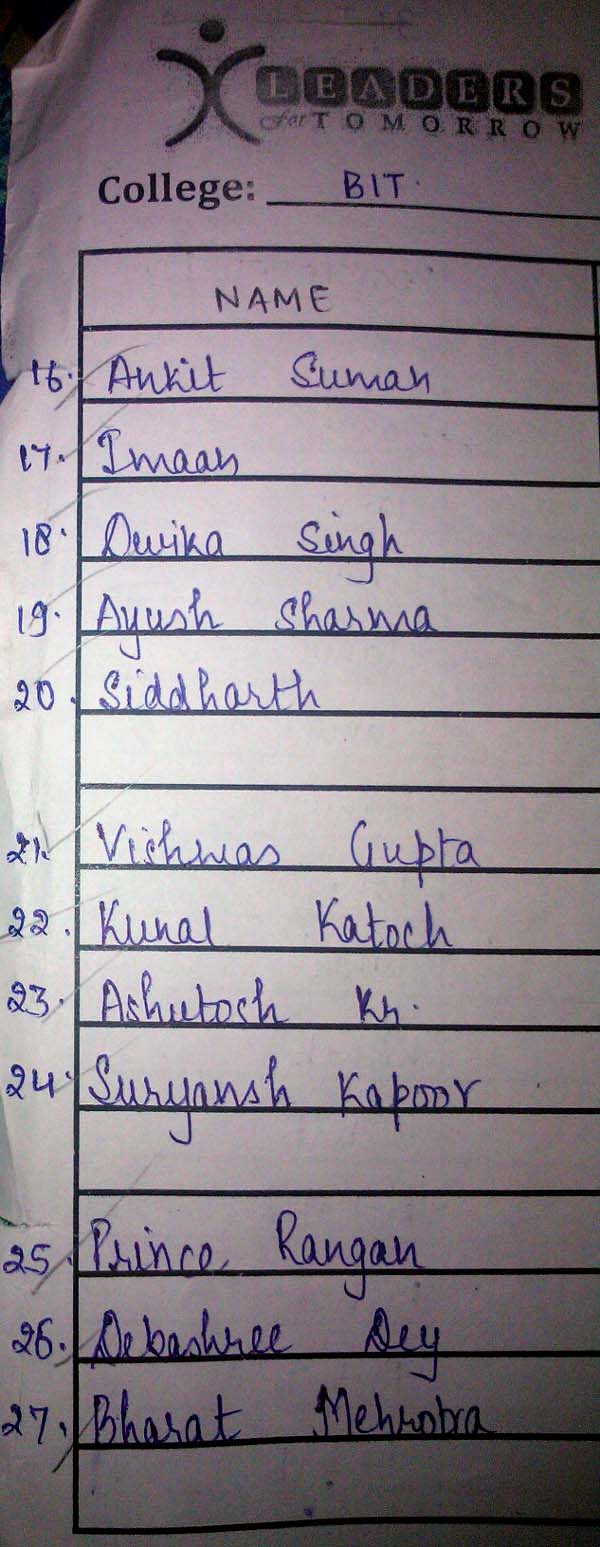 LEADERS
for TOMORROW
College: BIT.
NAME
16. Ankit Suman
17. Imaan
18. Dwika Singh
19. Ayush Sharma
20. Siddharth
21. Vishwas Gupta
22. Kunal Katoch
23. Ashutosh Kr.
24. Suryansh Kapoor
25. Prince Rangan
26. Debashree Dey
27. Bharat Mehrotra